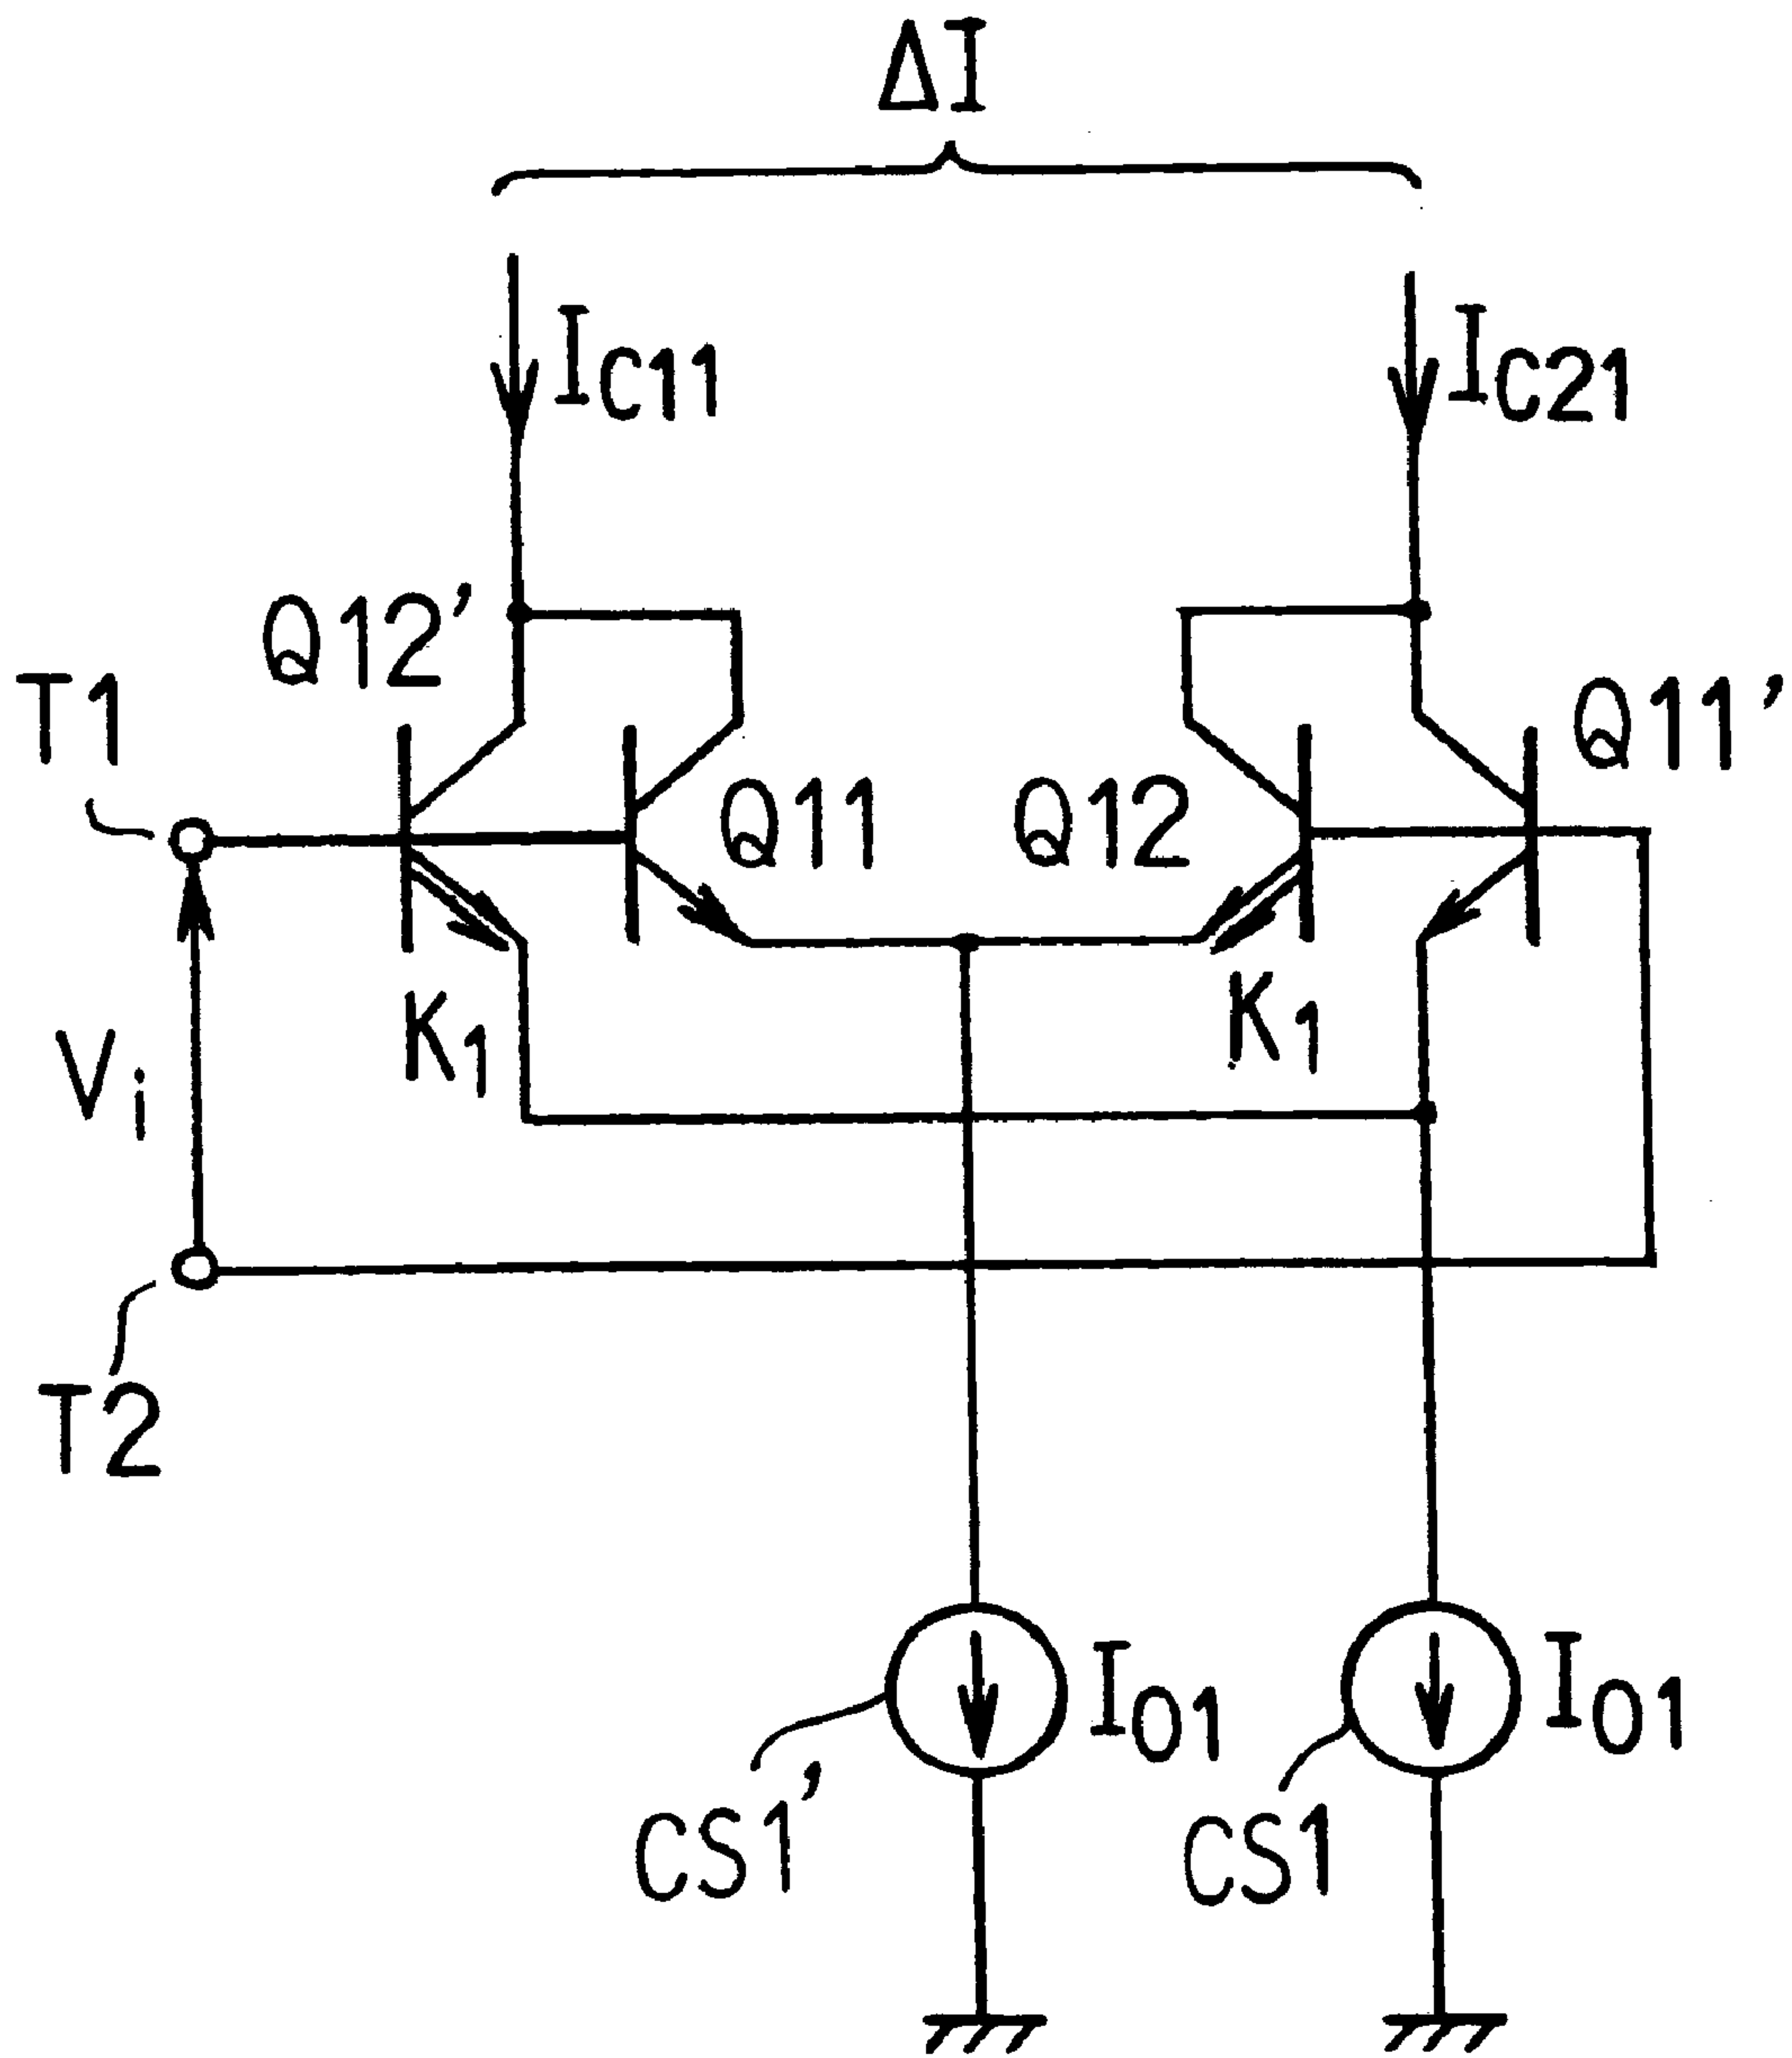 ΔI
IC11
IC21
Q12'
Q11'
T1
Q11
Q12
K1
K1
Vi
T2
IO1
IO1
CS1'
CS1